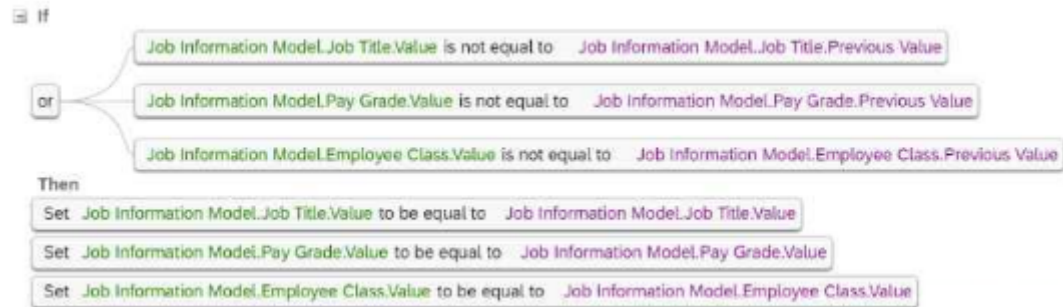 If
Job Information Model.Job Title.Value is not equal to Job Information Model.Job Title.Previous Value
or
Job Information Model.Pay Grade.Value is not equal to Job Information Model.Pay Grade.Previous Value
Job Information Model.Employee Class.Value is not equal to Job Information Model.Employee Class.Previous Value
Then
Set Job Information Model.Job Title.Value to be equal to Job Information Model.Job Title.Value
Set Job Information Model.Pay Grade.Value to be equal to Job Information Model.Pay Grade.Value
Set Job Information Model.Employee Class.Value to be equal to Job Information Model.Employee Class.Value